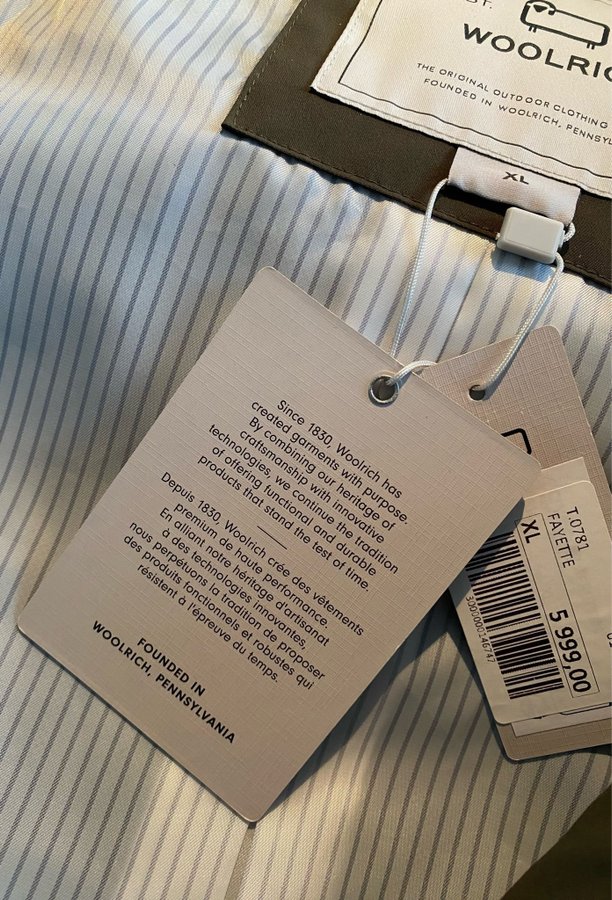 WOOLRIC
THE ORIGINAL OUTDOOR CLOTHING
FOUNDED IN WOOLRICH, PENNSYL
XL
Since 1830, Woolrich has
created garments with purpose.
By combining our heritage of
craftsmanship with innovative
technologies, we continue the tradition
of offering functional and durable
products that stand the test of time.
Depuis 1830, Woolrich crée des vêtements
premium de haute performance.
En alliant notre héritage d'artisanat
à des technologies innovantes,
nous perpétuons la tradition de proposer
des produits fonctionnels et robustes qui
résistent à l'épreuve du temps.
FOUNDED IN
WOOLRICH, PENNSYLVANIA
T.0781
FAYETTE
XL
5 999,00
3000000146747